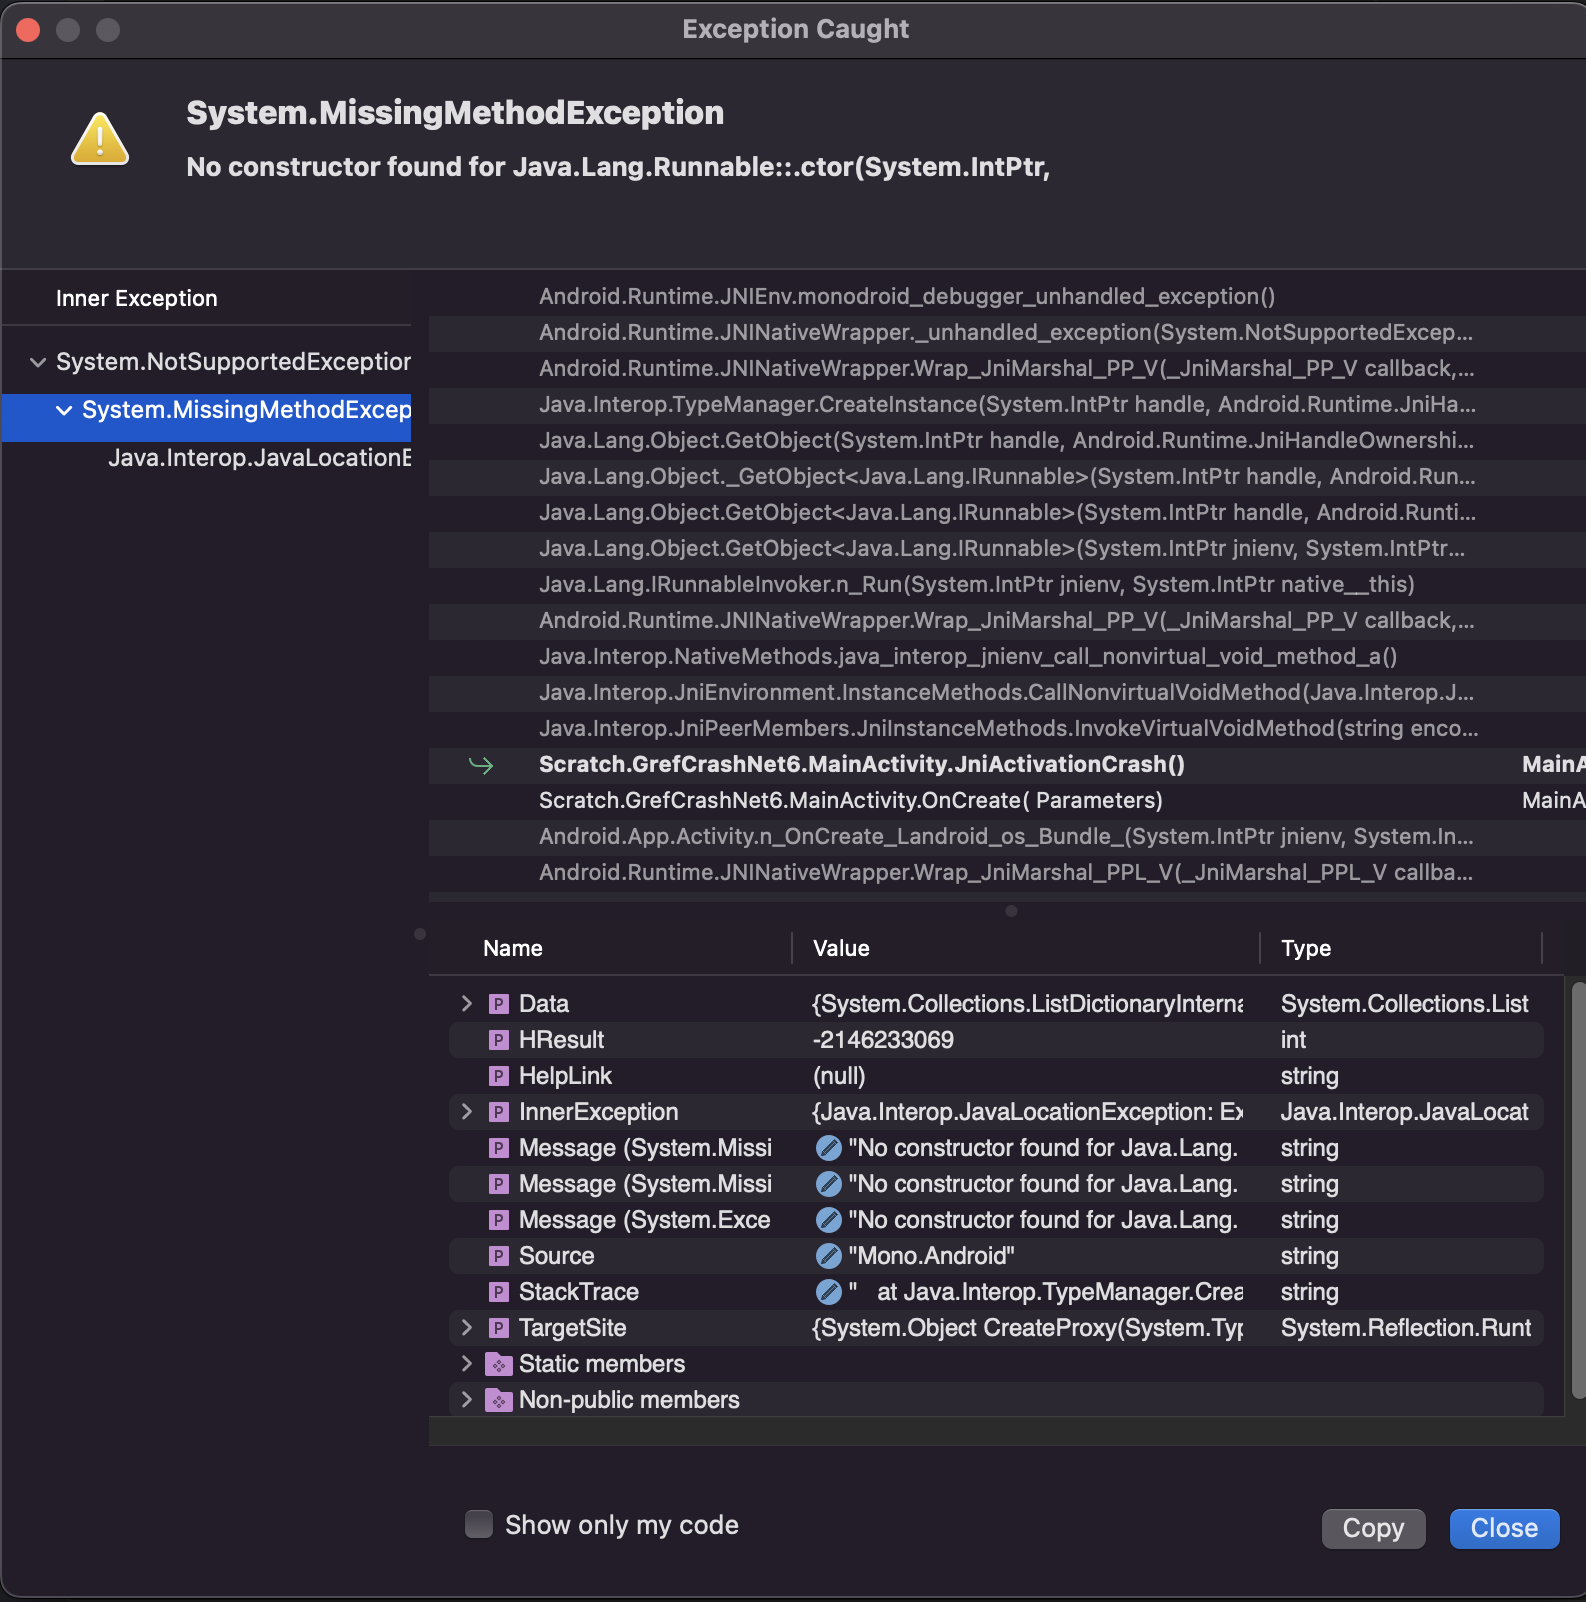 Exception Caught
System.MissingMethodException
No constructor found for Java.Lang.Runnable::.ctor(System.IntPtr,
Inner Exception
System.NotSupportedException
System.MissingMethodExcep
Java.Interop.JavaLocationE
Android.Runtime.JNIEnv.monodroid_debugger_unhandled_exception()
Android.Runtime.JNINativeWrapper._unhandled_exception(System.NotSupportedExcep...
Android.Runtime.JNINativeWrapper.Wrap_JniMarshal_PP_V(_JniMarshal_PP_V callback,...
Java.Interop.TypeManager.CreateInstance(System.IntPtr handle, Android.Runtime.JniHa...
Java.Lang.Object.GetObject(System.IntPtr handle, Android.Runtime.JniHandleOwnershi...
Java.Lang.Object._GetObject<Java.Lang.IRunnable>(System.IntPtr handle, Android.Run...
Java.Lang.Object.GetObject<Java.Lang.IRunnable>(System.IntPtr handle, Android.Runti...
Java.Lang.Object.GetObject<Java.Lang.IRunnable>(System.IntPtr jnienv, System.IntPtr...
Java.Lang.IRunnableInvoker.n_Run(System.IntPtr jnienv, System.IntPtr native__this)
Android.Runtime.JNINativeWrapper.Wrap_JniMarshal_PP_V(_JniMarshal_PP_V callback,...
Java.Interop.NativeMethods.java_interop_jnienv_call_nonvirtual_void_method_a()
Java.Interop.JniEnvironment.InstanceMethods.CallNonvirtualVoidMethod(Java.Interop.J...
Java.Interop.JniPeerMembers.JniInstanceMethods.InvokeVirtualVoidMethod(string enco...
Scratch.GrefCrashNet6.MainActivity.JniActivationCrash() MainA
Scratch.GrefCrashNet6.MainActivity.OnCreate( Parameters) MainA
Android.App.Activity.n_OnCreate_Landroid_os_Bundle_(System.IntPtr jnienv, System.In...
Android.Runtime.JNINativeWrapper.Wrap_JniMarshal_PPL_V(_JniMarshal_PPL_V callba...
Name Value Type
P Data {System.Collections.ListDictionaryInterna System.Collections.List
P HResult -2146233069 int
P HelpLink (null) string
P InnerException {Java.Interop.JavaLocationException: Ex Java.Interop.JavaLocat
P Message (System.Missi "No constructor found for Java.Lang. string
P Message (System.Missi "No constructor found for Java.Lang. string
P Message (System.Exce "No constructor found for Java.Lang. string
P Source "Mono.Android" string
P StackTrace "   at Java.Interop.TypeManager.Crea string
P TargetSite {System.Object CreateProxy(System.Typ System.Reflection.Runt
Static members
Non-public members
Show only my code
Copy Close